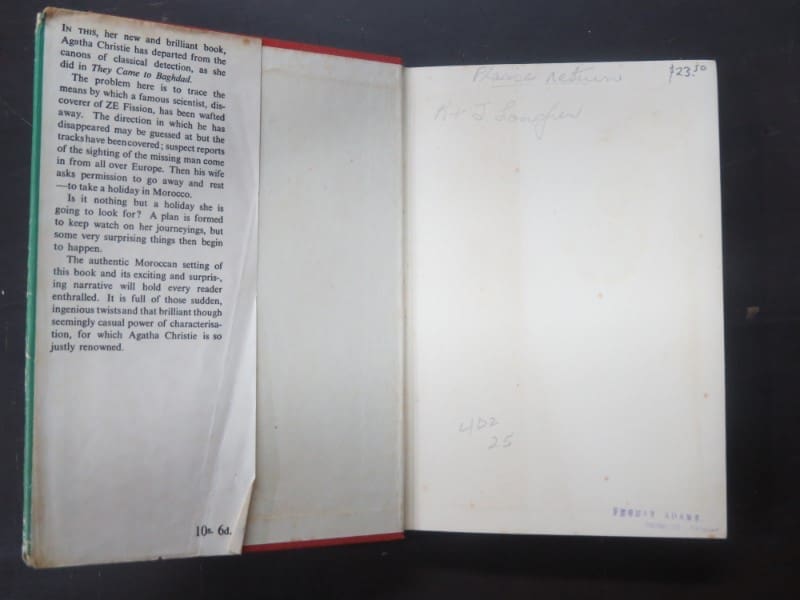 IN THIS, her new and brilliant book,
Agatha Christie has departed from the
canons of classical detection, as she
did in They Came to Baghdad.
The problem here is to trace the
means by which a famous scientist, dis-
coverer of ZE Fission, has been wafted
away. The direction in which he has
disappeared may be guessed at but the
tracks have been covered; suspect reports
of the sighting of the missing man come
in from all over Europe. Then his wife
asks permission to go away and rest
—to take a holiday in Morocco.
Is it nothing but a holiday she is
going to look for? A plan is formed
to keep watch on her journeyings, but
some very surprising things then begin
to happen.
The authentic Moroccan setting of
this book and its exciting and surpris-
ing narrative will hold every reader
enthralled. It is full of those sudden,
ingenious twists and that brilliant though
seemingly casual power of characterisa-
tion, for which Agatha Christie is so
justly renowned.
10s. 6d.
Please return
$23.50
25